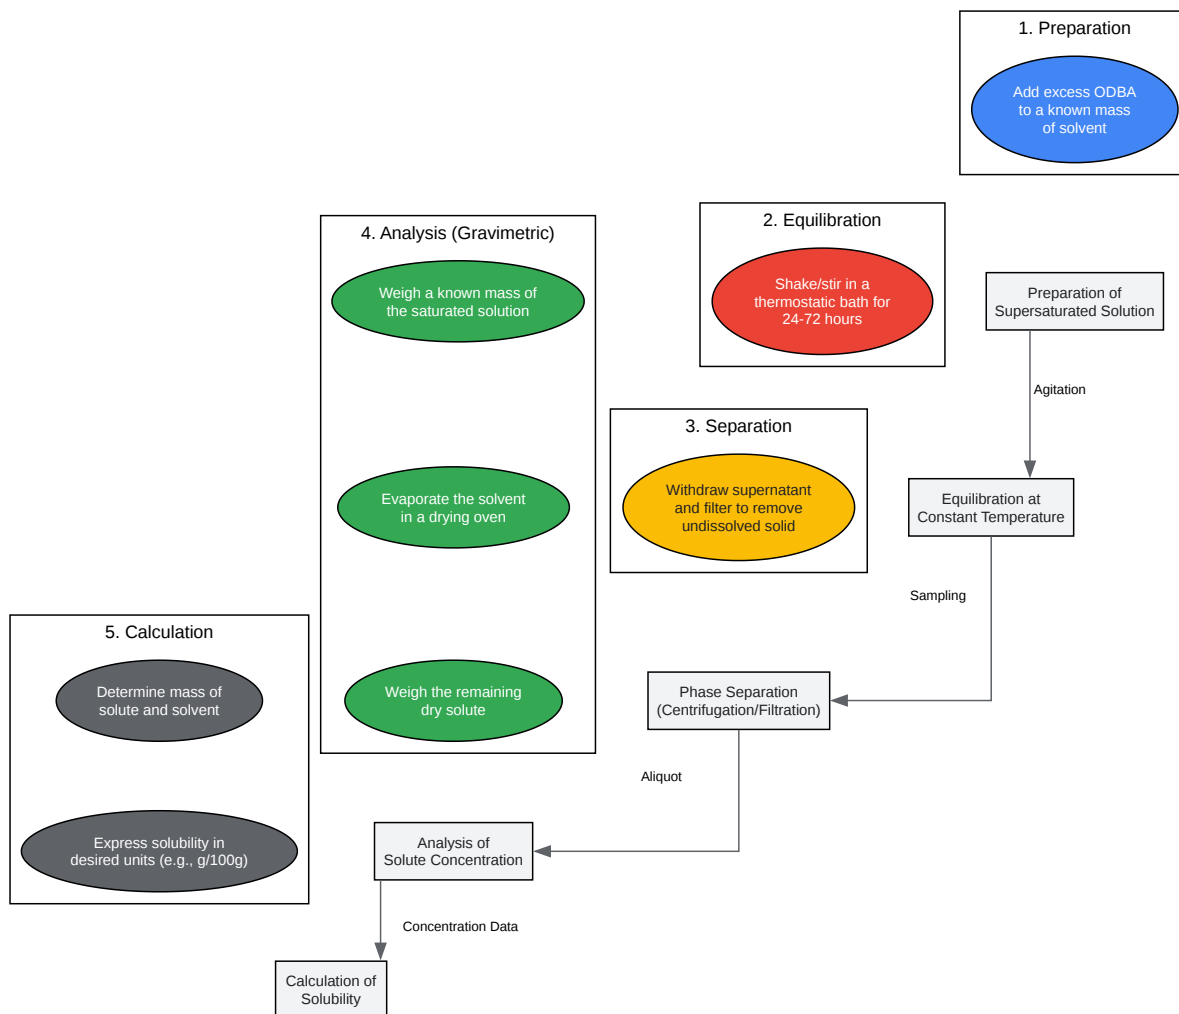 1. Preparation
Add excess ODBA
to a known mass
of solvent
2. Equilibration
Shake/stir in a
thermostatic bath for
24-72 hours
3. Separation
Withdraw supernatant
and filter to remove
undissolved solid
4. Analysis (Gravimetric)
Weigh a known mass of
the saturated solution
Evaporate the solvent
in a drying oven
Weigh the remaining
dry solute
5. Calculation
Determine mass of
solute and solvent
Express solubility in
desired units (e.g., g/100g)
Preparation of
Supersaturated Solution
Agitation
Equilibration at
Constant Temperature
Sampling
Phase Separation
(Centrifugation/Filtration)
Aliquot
Analysis of
Solute Concentration
Concentration Data
Calculation of
Solubility